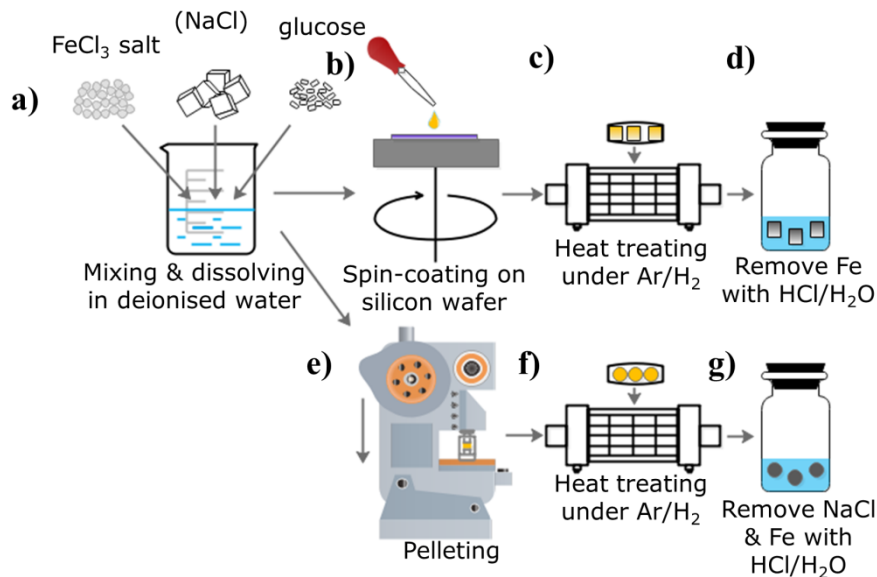 a)
FeCl₃ salt
(NaCl)
glucose
Mixing & dissolving
in deionised water
b)
Spin-coating on
silicon wafer
c)
Heat treating
under Ar/H₂
d)
Remove Fe
with HCl/H₂O
e)
Pelleting
f)
Heat treating
under Ar/H₂
g)
Remove NaCl
& Fe with
HCl/H₂O